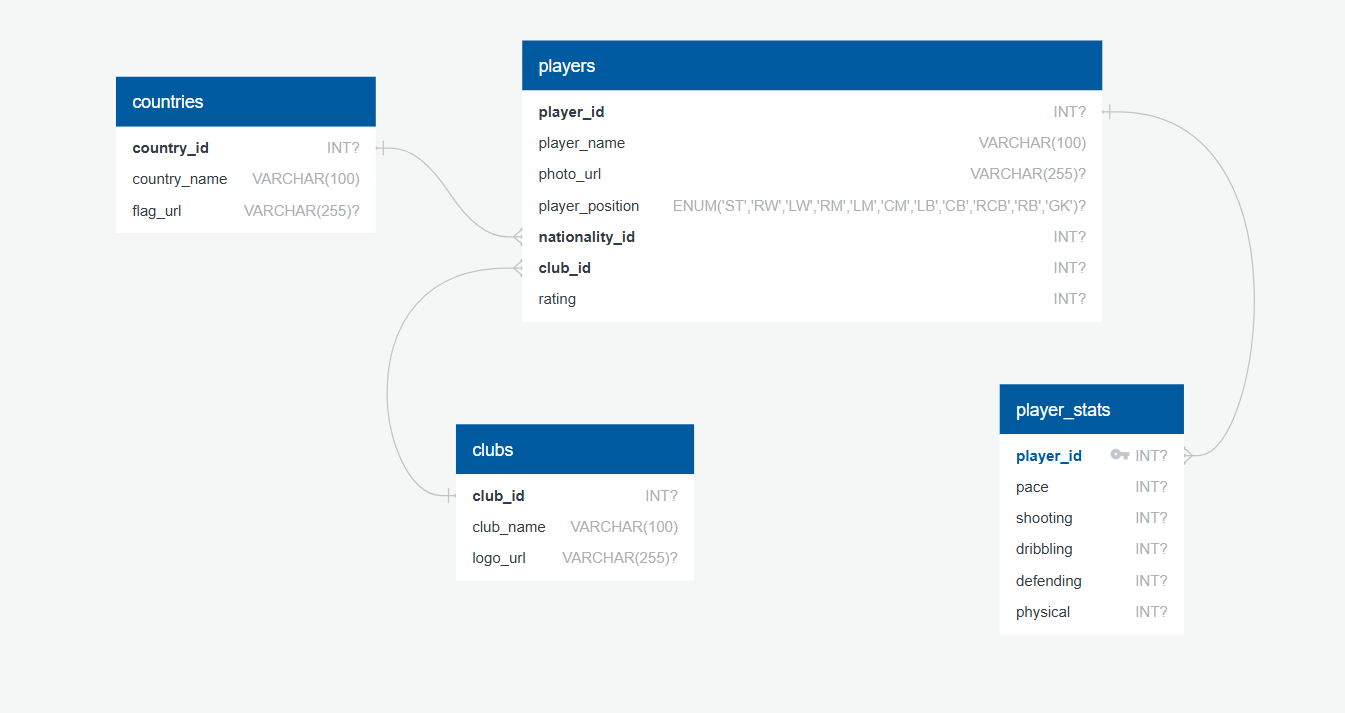 countries
country_id INT?
country_name VARCHAR(100)
flag_url VARCHAR(255)?
players
player_id INT?
player_name VARCHAR(100)
photo_url VARCHAR(255)?
player_position ENUM('ST','RW','LW','RM','LM','CM','LB','CB','RCB','RB','GK')?
nationality_id INT?
club_id INT?
rating INT?
clubs
club_id INT?
club_name VARCHAR(100)
logo_url VARCHAR(255)?
player_stats
player_id INT?
pace INT?
shooting INT?
dribbling INT?
defending INT?
physical INT?